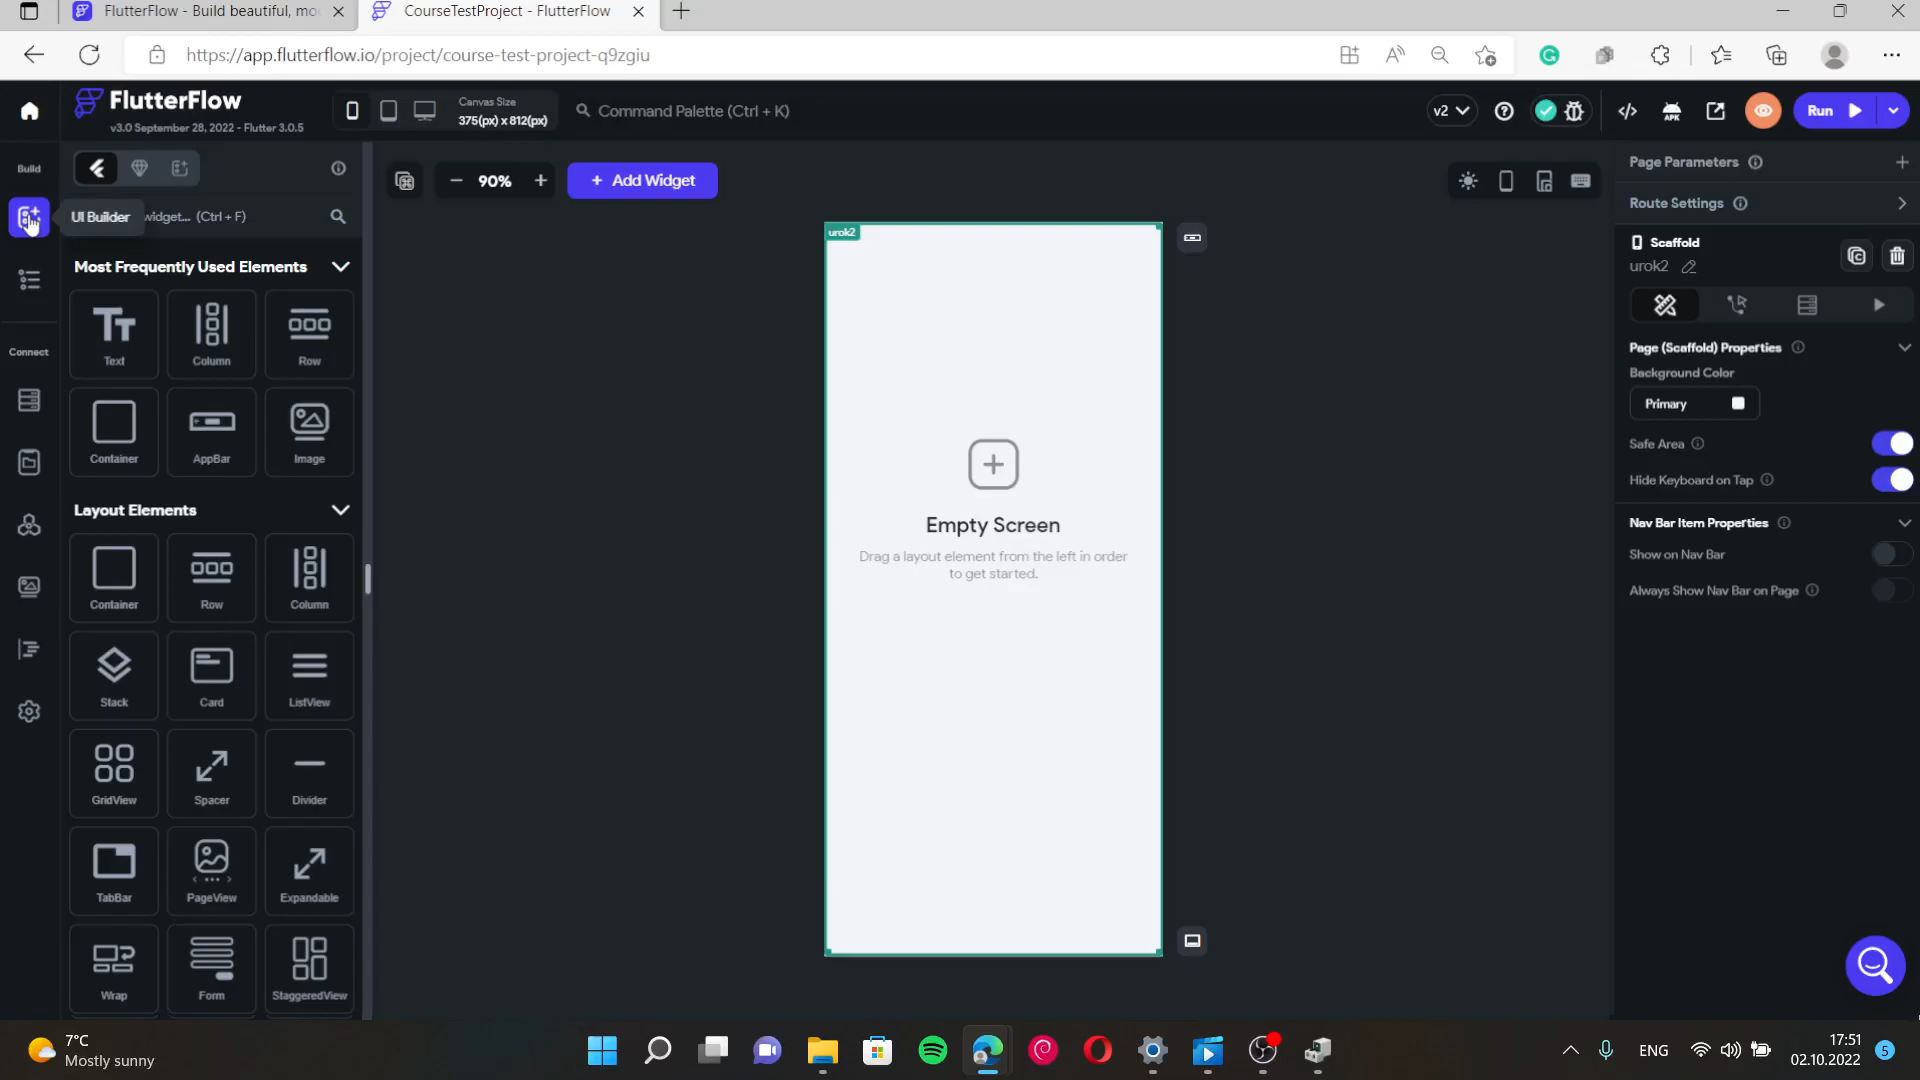 FlutterFlow - Build beautiful, mo
CourseTestProject - FlutterFlow
https://app.flutterflow.io/project/course-test-project-q9zgiu
FlutterFlow
v3.0 September 28, 2022 - Flutter 3.0.5
Canvas Size
375(px) x 812(px)
Command Palette (Ctrl + K)
v2
APK
Run
Build
90%
+ Add Widget
Page Parameters
UI Builder
widget... (Ctrl + F)
Route Settings
urok2
Scaffold
urok2
Most Frequently Used Elements
Text
Column
Row
Connect
Page (Scaffold) Properties
Background Color
Primary
Container
AppBar
Image
Safe Area
Hide Keyboard on Tap
Layout Elements
Empty Screen
Drag a layout element from the left in order
to get started.
Nav Bar Item Properties
Show on Nav Bar
Always Show Nav Bar on Page
Container
Row
Column
Stack
Card
ListView
GridView
Spacer
Divider
TabBar
PageView
Expandable
Wrap
Form
StaggeredView
7°C
Mostly sunny
ENG
17:51
02.10.2022
5